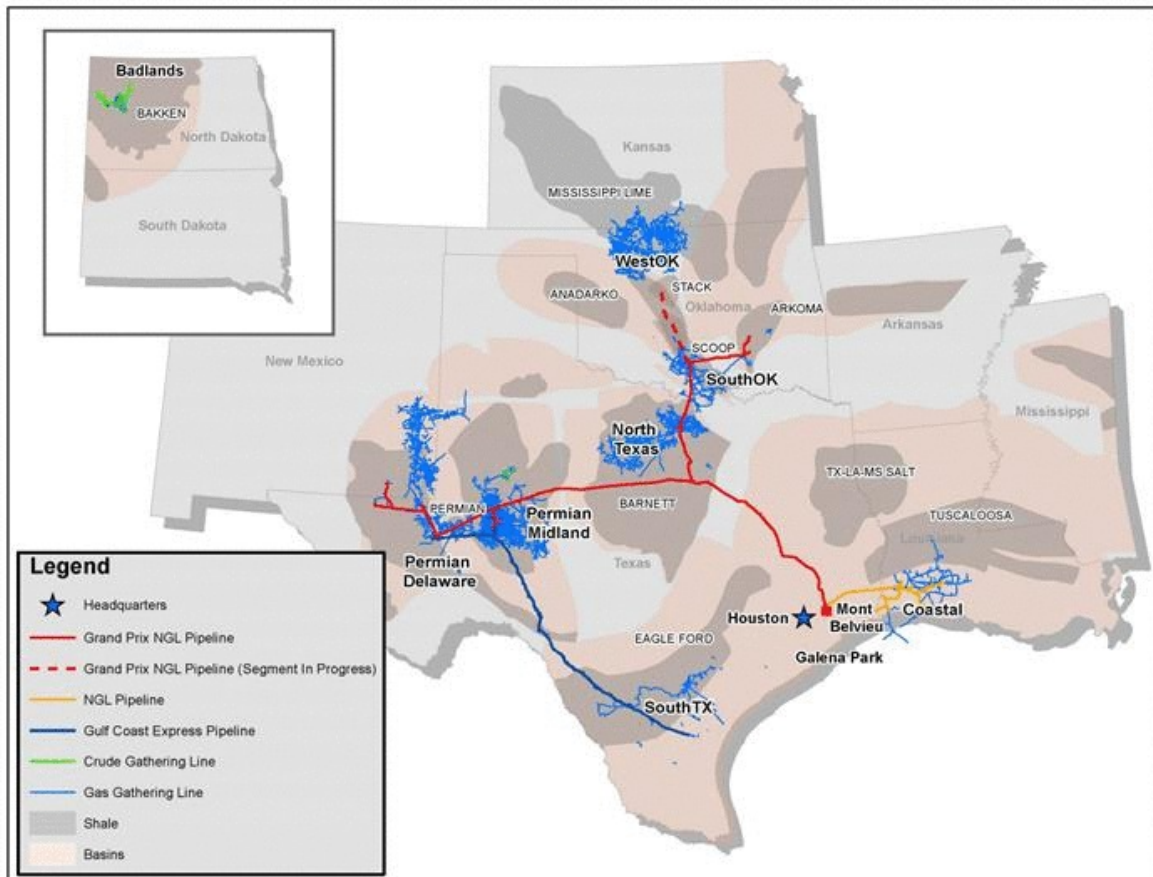 Badlands
BAKKEN
North Dakota
South Dakota
Kansas
MISSISSIPPI LIME
WestOK
STACK
ANADARKO
Oklahoma
ARKOMA
Arkansas
New Mexico
SCOOP
SouthOK
Mississippi
North
Texas
TX-LA-MS SALT
PERMIAN
BARNETT
Permian
Midland
TUSCALOOSA
Louisiana
Permian
Delaware
Texas
Houston
Mont
Belvieu
Coastal
EAGLE FORD
Galena Park
SouthTX
Legend
Headquarters
Grand Prix NGL Pipeline
Grand Prix NGL Pipeline (Segment In Progress)
NGL Pipeline
Gulf Coast Express Pipeline
Crude Gathering Line
Gas Gathering Line
Shale
Basins